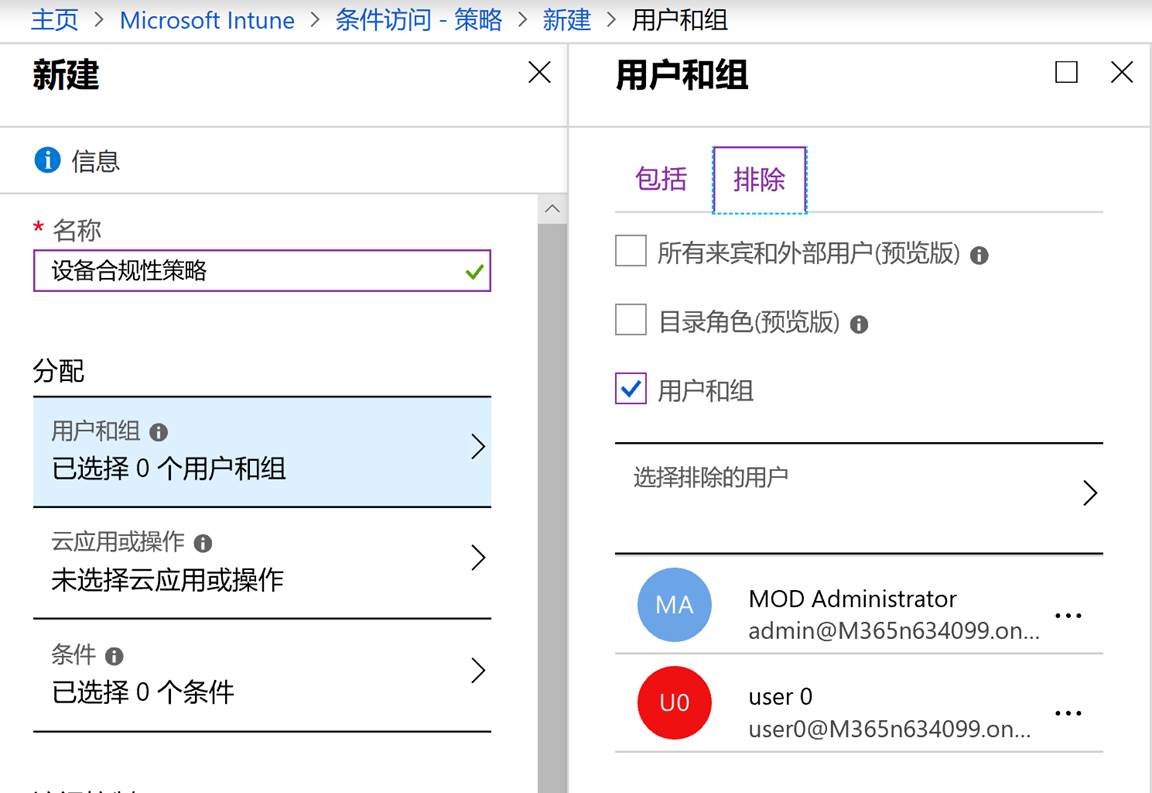 主页 > Microsoft Intune > 条件访问 - 策略 > 新建 > 用户和组
新建
信息
* 名称
设备合规性策略
分配
用户和组
已选择 0 个用户和组
云应用或操作
未选择云应用或操作
条件
已选择 0 个条件
用户和组
包括 排除
所有来宾和外部用户(预览版)
目录角色(预览版)
用户和组
选择排除的用户
MA
MOD Administrator
admin@M365n634099.on...
U0
user 0
user0@M365n634099.on...